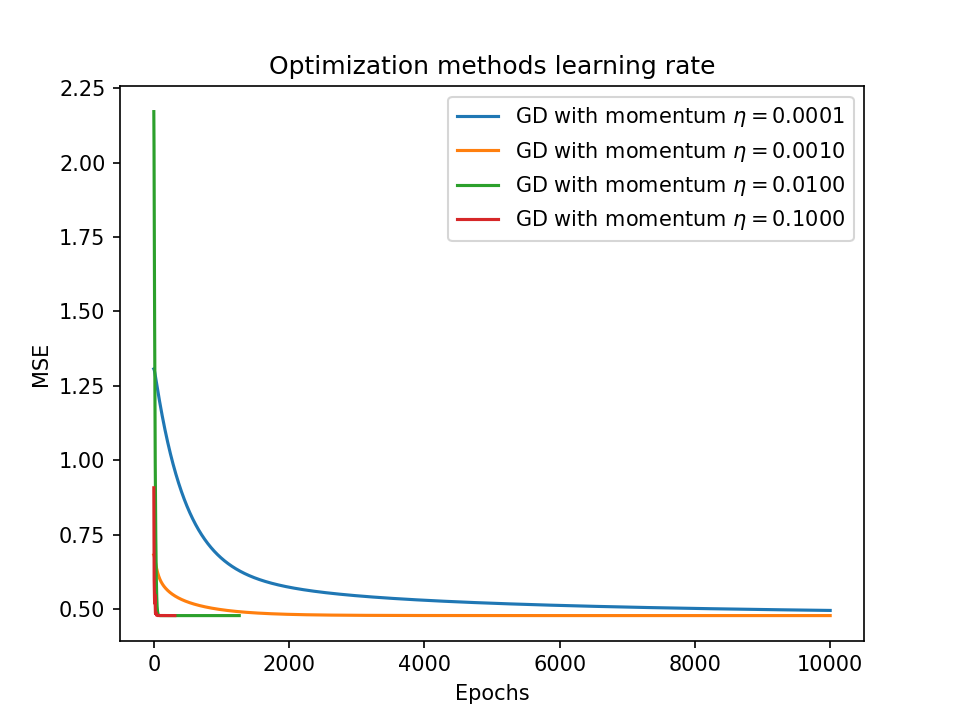 Optimization methods learning rate
GD with momentum η = 0.0001
GD with momentum η = 0.0010
GD with momentum η = 0.0100
GD with momentum η = 0.1000
MSE
2.25
2.00
1.75
1.50
1.25
1.00
0.75
0.50
0
2000
4000
6000
8000
10000
Epochs